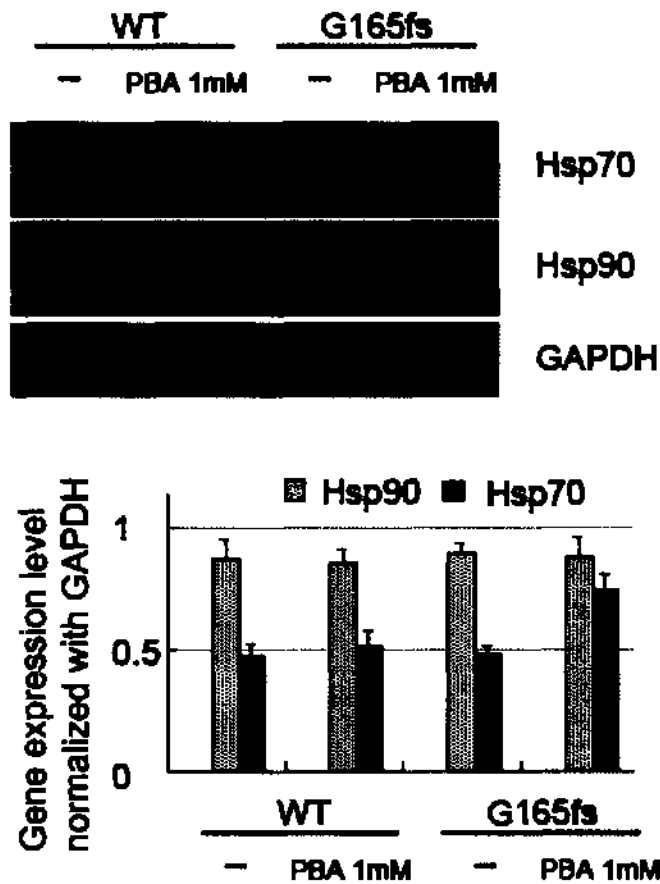 WT G165fs
– PBA 1mM – PBA 1mM
Hsp70
Hsp90
GAPDH
Hsp90 Hsp70
Gene expression level
normalized with GAPDH
1
0.5
0
WT G165fs
– PBA 1mM – PBA 1mM